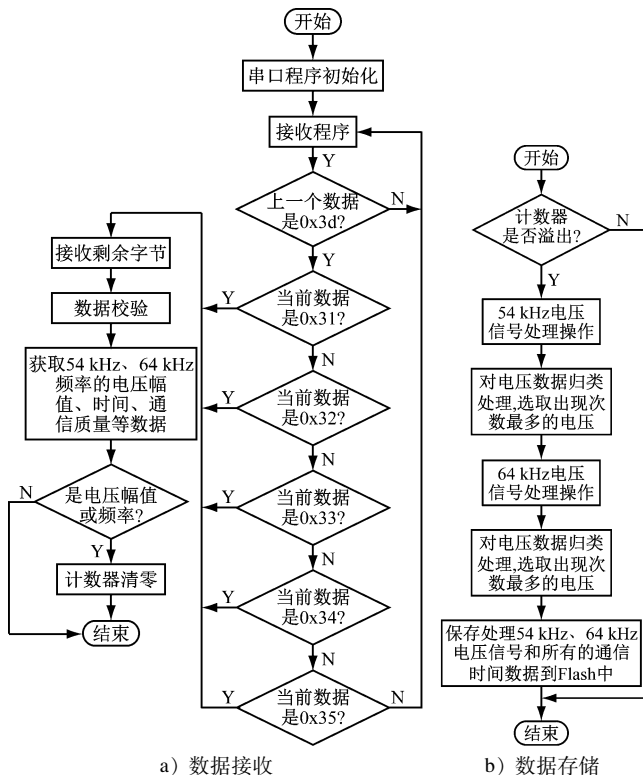 开始
串口程序初始化
接收程序
Y
上一个数据
是0x3d?
N
Y
当前数据
是0x31?
Y
N
当前数据
是0x32?
Y
N
当前数据
是0x33?
Y
N
当前数据
是0x34?
Y
N
当前数据
是0x35?
Y
N
接收剩余字节
数据校验
获取54 kHz、64 kHz
频率的电压幅
值、时间、通
信质量等数据
是电压幅值
或频率?
N
Y
计数器清零
结束
a）数据接收
开始
计数器
是否溢出?
N
Y
54 kHz电压
信号处理操作
对电压数据归类
处理,选取出现次
数最多的电压
64 kHz电压
信号处理操作
对电压数据归类
处理,选取出现次
数最多的电压
保存处理54 kHz、64 kHz
电压信号和所有的通信
时间数据到Flash中
结束
b）数据存储